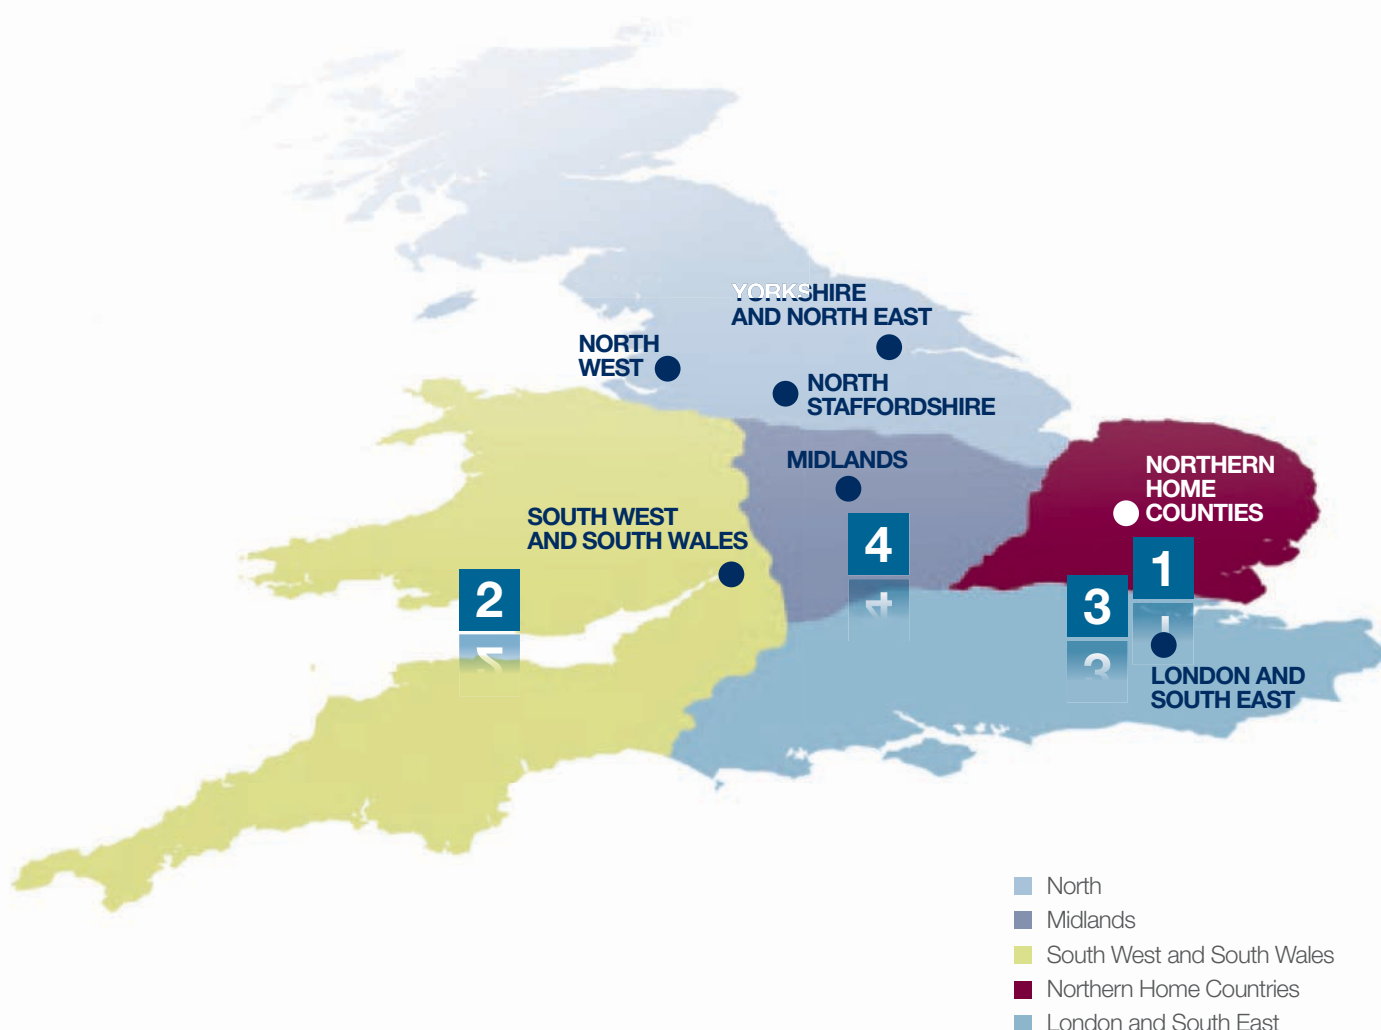 YORKSHIRE
AND NORTH EAST
NORTH
WEST
NORTH
STAFFORDSHIRE
MIDLANDS
NORTHERN
HOME
COUNTIES
SOUTH WEST
AND SOUTH WALES
4
1
2
3
LONDON AND
SOUTH EAST
North
Midlands
South West and South Wales
Northern Home Countries
London and South East